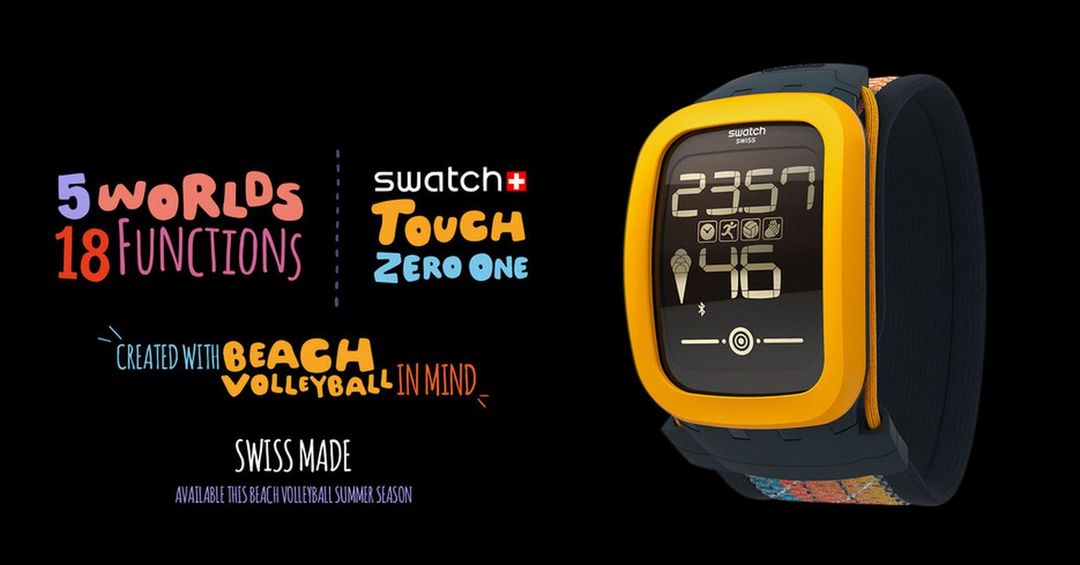 5 WORLDS
18 FUNCTIONS
swatch+
TOUCH
ZERO ONE
CREATED WITH BEACH VOLLEYBALL IN MIND
SWISS MADE
AVAILABLE THIS BEACH VOLLEYBALL SUMMER SEASON
swatch
SWISS
23:57
46